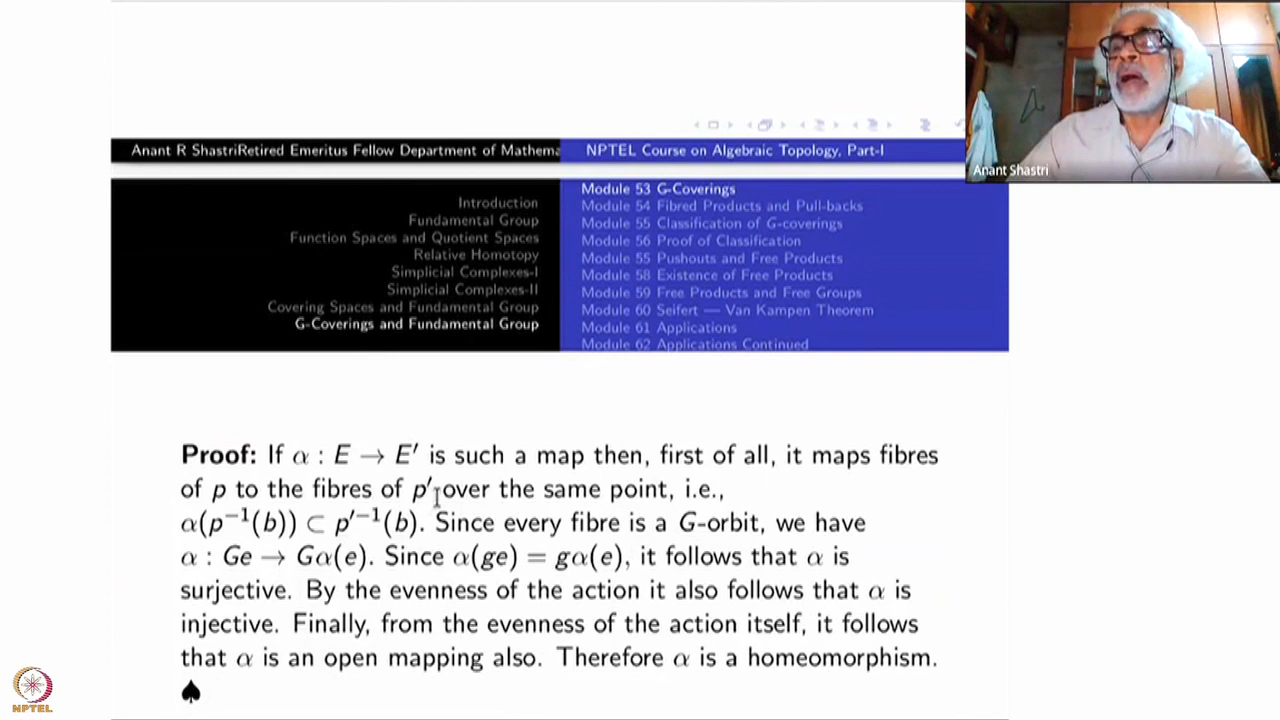 Anant R ShastriRetired Emeritus Fellow Department of Mathema
NPTEL Course on Algebraic Topology, Part-I
Anant Shastri
Introduction
Fundamental Group
Function Spaces and Quotient Spaces
Relative Homotopy
Simplicial Complexes-I
Simplicial Complexes-II
Covering Spaces and Fundamental Group
G-Coverings and Fundamental Group
Module 53 G-Coverings
Module 54 Fibred Products and Pull-backs
Module 55 Classification of G-coverings
Module 56 Proof of Classification
Module 55 Pushouts and Free Products
Module 58 Existence of Free Products
Module 59 Free Products and Free Groups
Module 60 Seifert — Van Kampen Theorem
Module 61 Applications
Module 62 Applications Continued
Proof: If α : E → E′ is such a map then, first of all, it maps fibres
of p to the fibres of p′ over the same point, i.e.,
α(p⁻¹(b)) ⊂ p′⁻¹(b). Since every fibre is a G-orbit, we have
α : Ge → Gα(e). Since α(ge) = gα(e), it follows that α is
surjective. By the evenness of the action it also follows that α is
injective. Finally, from the evenness of the action itself, it follows
that α is an open mapping also. Therefore α is a homeomorphism.
♠
NPTEL